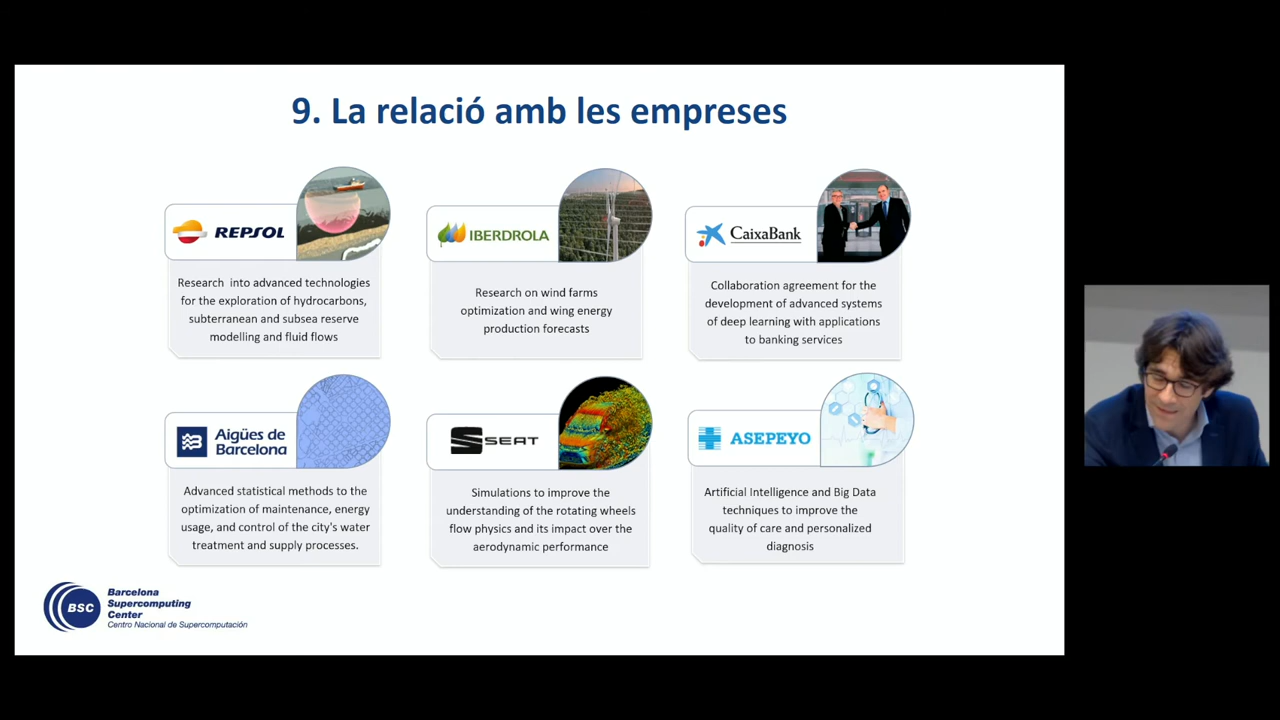 9. La relació amb les empreses
REPSOL
Research into advanced technologies
for the exploration of hydrocarbons,
subterranean and subsea reserve
modelling and fluid flows
IBERDROLA
Research on wind farms
optimization and wing energy
production forecasts
CaixaBank
Collaboration agreement for the
development of advanced systems
of deep learning with applications
to banking services
Aigües de
Barcelona
Advanced statistical methods to the
optimization of maintenance, energy
usage, and control of the city's water
treatment and supply processes.
SEAT
Simulations to improve the
understanding of the rotating wheels
flow physics and its impact over the
aerodynamic performance
ASEPEYO
Artificial Intelligence and Big Data
techniques to improve the
quality of care and personalized
diagnosis
BSC
Barcelona
Supercomputing
Center
Centro Nacional de Supercomputación